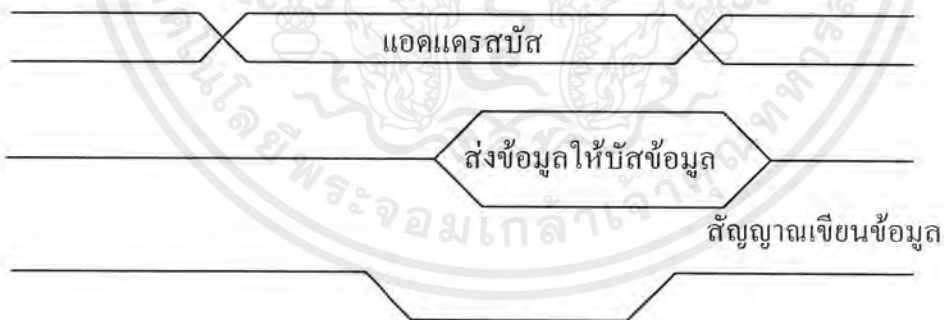 แอดแดรสบัส
ส่งข้อมูลให้บัสข้อมูล
สัญญาณเขียนข้อมูล